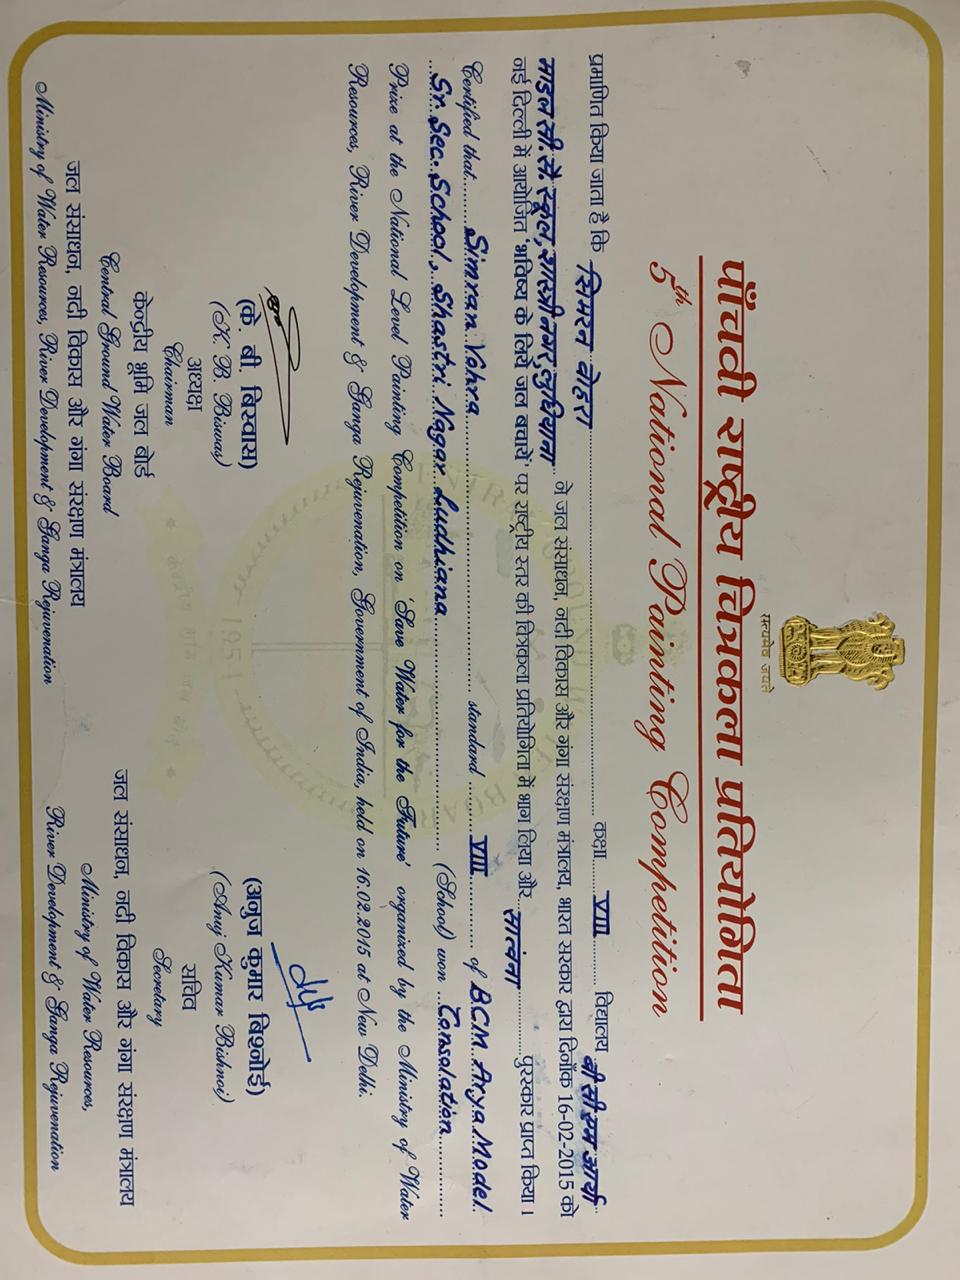 सत्यमेव जयते
पाँचवी राष्ट्रीय चित्रकला प्रतियोगिता
5th National Painting Competition
प्रमाणित किया जाता है कि सिमरन वोहरा कक्षा VIII विद्यालय बी सी एम आर्या
माडल सी. सै. स्कूल, शास्त्री नगर, लुधियाना ने जल संसाधन, नदी विकास और गंगा संरक्षण मंत्रालय, भारत सरकार द्वारा दिनाँक 16-02-2015 को
नई दिल्ली में आयोजित 'भविष्य के लिये जल बचायें' पर राष्ट्रीय स्तर की चित्रकला प्रतियोगिता में भाग लिया और सान्त्वना पुरस्कार प्राप्त किया ।
Certified that Simran Vohra standard VIII of BCM Arya Model
Sr. Sec. School, Shastri Nagar Ludhiana (School) won Consolation
Prize at the National Level Painting Competition on 'Save Water for the Future' organized by the Ministry of Water
Resources, River Development & Ganga Rejuvenation, Government of India, held on 16.02.2015 at New Delhi.
(के. बी. बिस्वास)
(K. B. Biswas)
अध्यक्ष
Chairman
केन्द्रीय भूमि जल बोर्ड
Central Ground Water Board
जल संसाधन, नदी विकास और गंगा संरक्षण मंत्रालय
Ministry of Water Resources, River Development & Ganga Rejuvenation
(अनुज कुमार बिश्नोई)
(Anuj Kumar Bishnoi)
सचिव
Secretary
जल संसाधन, नदी विकास और गंगा संरक्षण मंत्रालय
Ministry of Water Resources,
River Development & Ganga Rejuvenation
1951